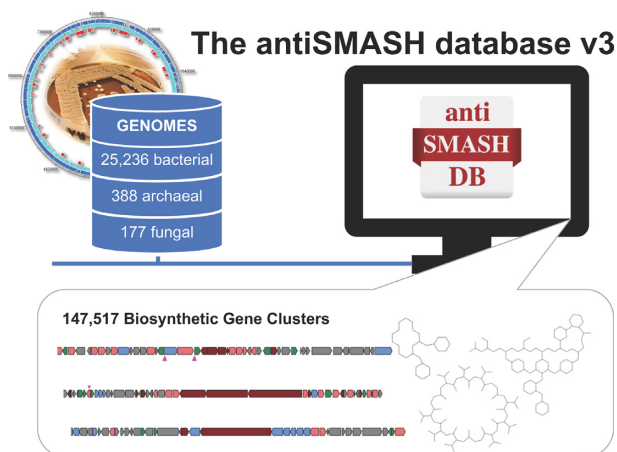 The antiSMASH database v3
GENOMES
25,236 bacterial
388 archaeal
177 fungal
anti
SMASH
DB
147,517 Biosynthetic Gene Clusters